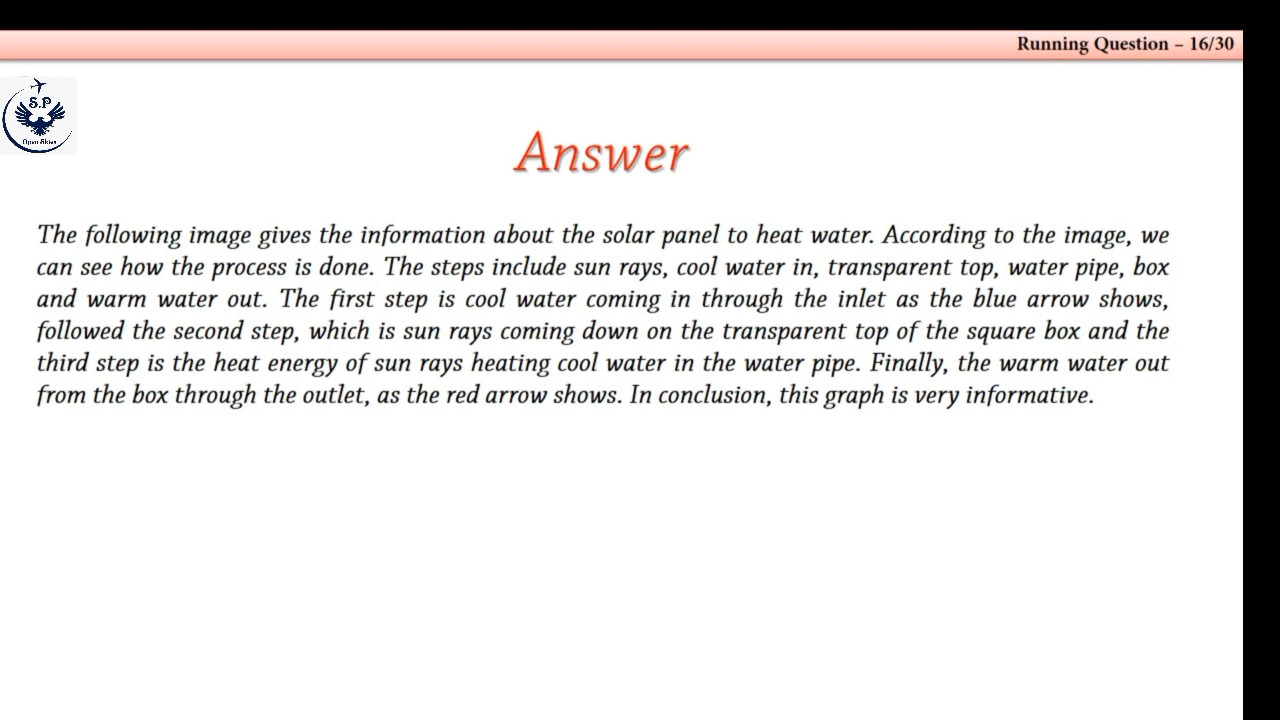 Running Question – 16/30
S.P
Open Skies
Answer
The following image gives the information about the solar panel to heat water. According to the image, we
can see how the process is done. The steps include sun rays, cool water in, transparent top, water pipe, box
and warm water out. The first step is cool water coming in through the inlet as the blue arrow shows,
followed the second step, which is sun rays coming down on the transparent top of the square box and the
third step is the heat energy of sun rays heating cool water in the water pipe. Finally, the warm water out
from the box through the outlet, as the red arrow shows. In conclusion, this graph is very informative.